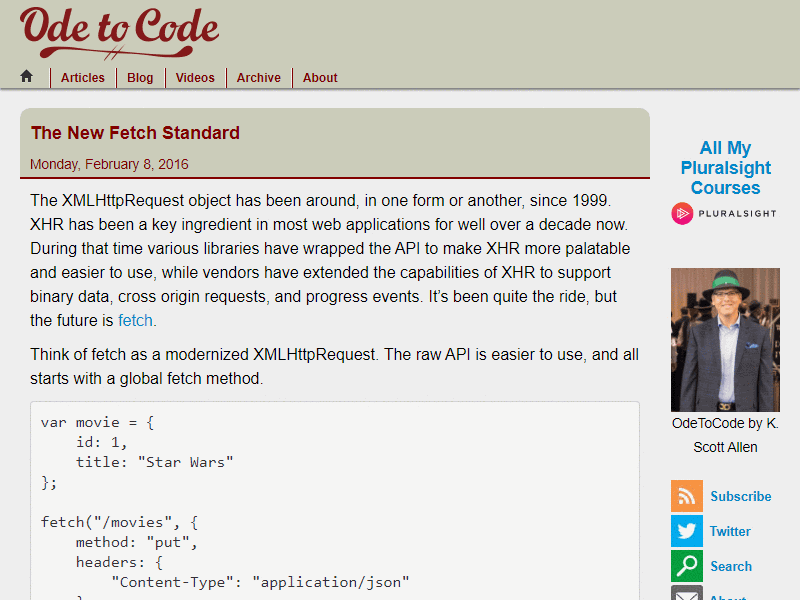 Ode to Code
Articles
Blog
Videos
Archive
About
The New Fetch Standard
Monday, February 8, 2016
The XMLHttpRequest object has been around, in one form or another, since 1999.
XHR has been a key ingredient in most web applications for well over a decade now.
During that time various libraries have wrapped the API to make XHR more palatable
and easier to use, while vendors have extended the capabilities of XHR to support
binary data, cross origin requests, and progress events. It’s been quite the ride, but
the future is fetch.
Think of fetch as a modernized XMLHttpRequest. The raw API is easier to use, and all
starts with a global fetch method.
var movie = {
    id: 1,
    title: "Star Wars"
};
fetch("/movies", {
    method: "put",
    headers: {
        "Content-Type": "application/json"
All My
Pluralsight
Courses
PLURALSIGHT
OdeToCode by K.
Scott Allen
Subscribe
Twitter
Search
About